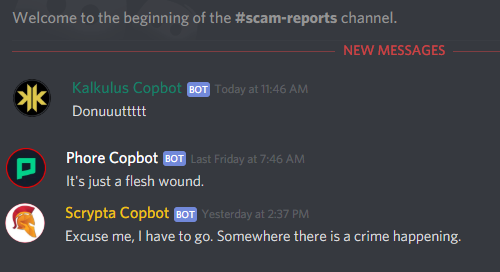 Welcome to the beginning of the #scam-reports channel.
NEW MESSAGES
Kalkulus Copbot BOT Today at 11:46 AM
Donuuuttttt
Phore Copbot BOT Last Friday at 7:46 AM
It's just a flesh wound.
Scrypta Copbot BOT Yesterday at 2:37 PM
Excuse me, I have to go. Somewhere there is a crime happening.